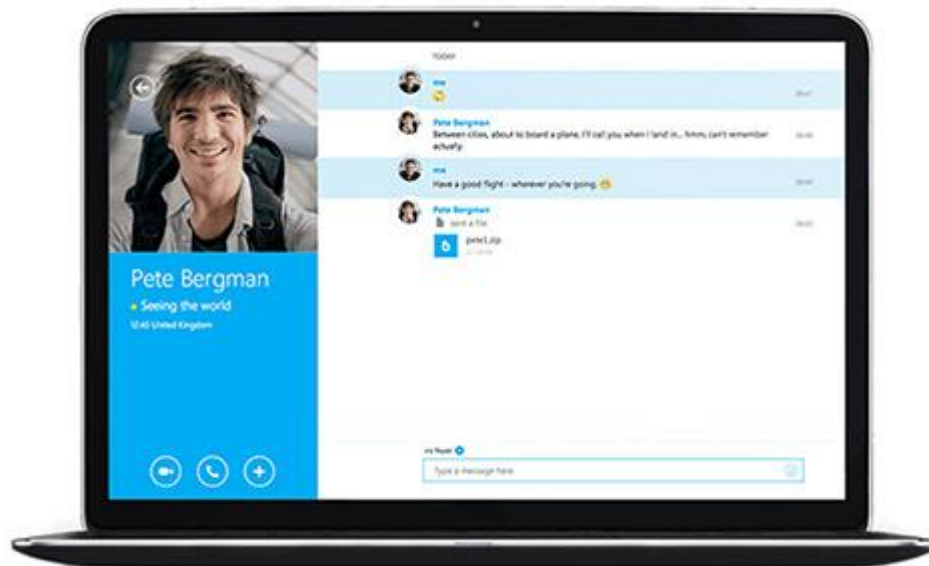 Pete Bergman
Seeing the world
12:45 United Kingdom
TODAY
me
Pete Bergman
Between cities, about to board a plane. I'll call you when I land in... hmm, can't remember
actually.
me
Have a good flight - wherever you're going.
Pete Bergman
sent a file
pete1.zip
via Skype
Type a message here